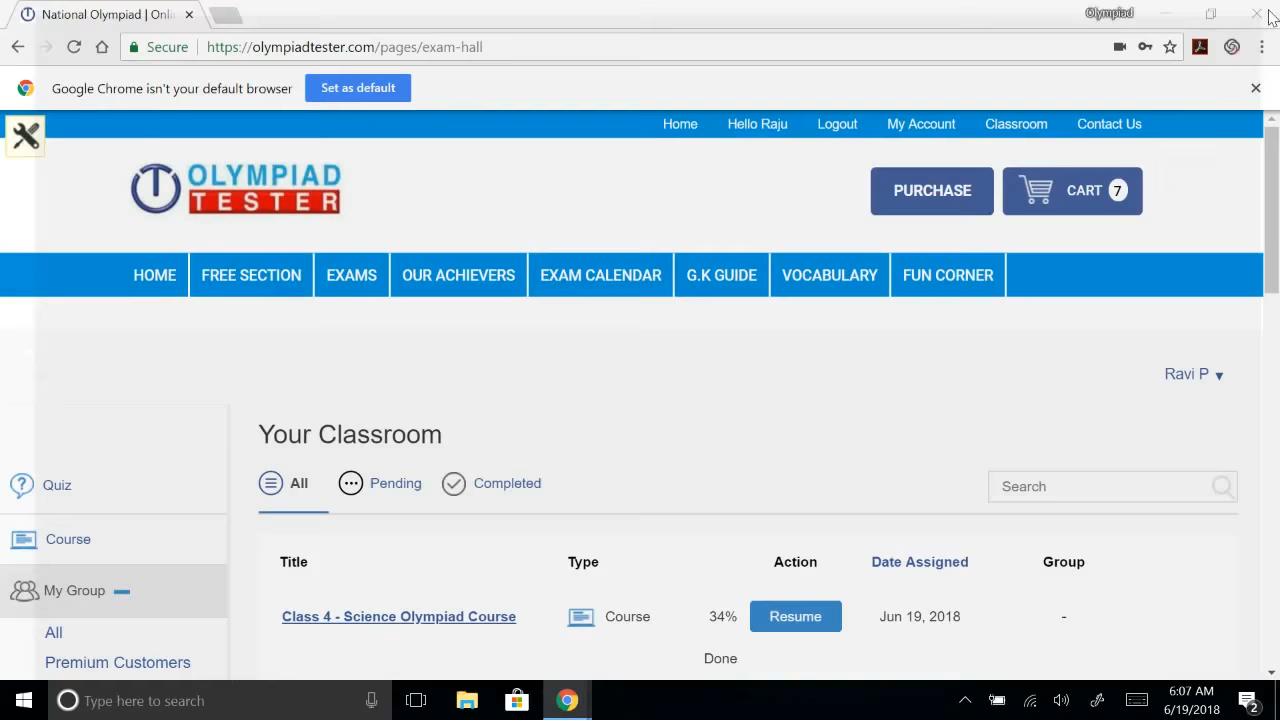 National Olympiad | Onli
Olympiad
Secure
https://olympiadtester.com/pages/exam-hall
Google Chrome isn't your default browser
Set as default
Home
Hello Raju
Logout
My Account
Classroom
Contact Us
OLYMPIAD
TESTER
PURCHASE
CART 7
HOME
FREE SECTION
EXAMS
OUR ACHIEVERS
EXAM CALENDAR
G.K GUIDE
VOCABULARY
FUN CORNER
Ravi P
Your Classroom
All
Pending
Completed
Search
Quiz
Course
My Group
All
Premium Customers
Title
Type
Action
Date Assigned
Group
Class 4 - Science Olympiad Course
Course
34%
Resume
Jun 19, 2018
-
Done
Type here to search
6:07 AM
6/19/2018
2